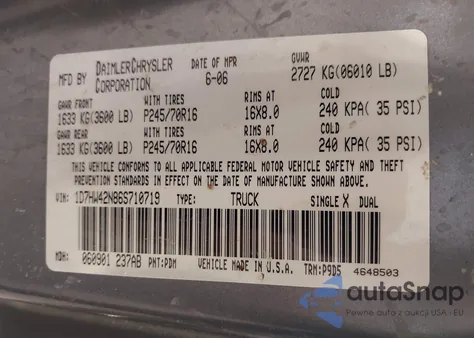 MFD BY DAIMLERCHRYSLER CORPORATION DATE OF MFR 6-06 GVWR 2727 KG(06010 LB)
GAWR FRONT WITH TIRES RIMS AT COLD
1633 KG(3600 LB) P245/70R16 16X8.0 240 KPA( 35 PSI)
GAWR REAR WITH TIRES RIMS AT COLD
1633 KG(3600 LB) P245/70R16 16X8.0 240 KPA( 35 PSI)
THIS VEHICLE CONFORMS TO ALL APPLICABLE FEDERAL MOTOR VEHICLE SAFETY AND THEFT
PREVENTION STANDARDS IN EFFECT ON THE DATE OF MANUFACTURE SHOWN ABOVE.
VIN: 1D7HW42N86S710719 TYPE: TRUCK SINGLE X DUAL
MDH: 060901 237AB PNT:PDM VEHICLE MADE IN U.S.A. TRM:P9D5 4648503
autoSnap
Pewne auta z aukcji USA - EU